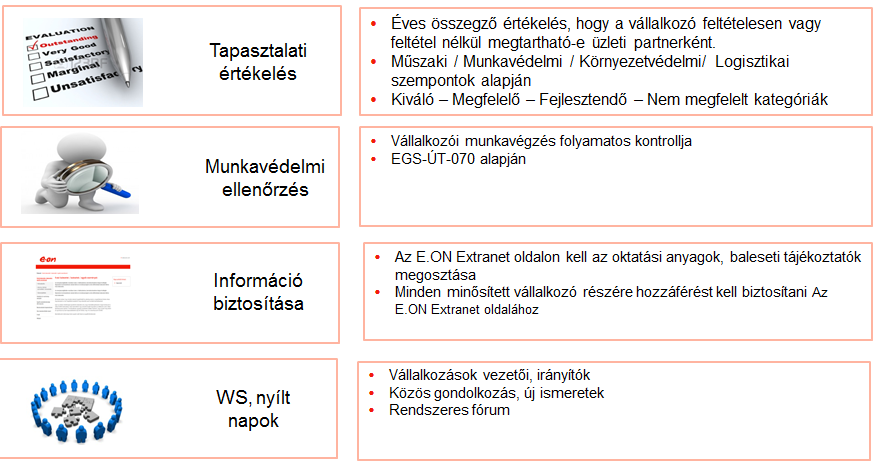 EVALUATION
Outstanding
Very Good
Satisfactory
Marginal
Unsatisfactory
Tapasztalati
értékelés
• Éves összegző értékelés, hogy a vállalkozó feltételesen vagy
feltétel nélkül megtartható-e üzleti partnerként.
• Műszaki / Munkavédelmi / Környezetvédelmi/ Logisztikai
szempontok alapján
• Kiváló – Megfelelő – Fejlesztendő – Nem megfelelt kategóriák
Munkavédelmi
ellenőrzés
• Vállalkozói munkavégzés folyamatos kontrollja
• EGS-ÚT-070 alapján
e·on
Információ
biztosítása
• Az E.ON Extranet oldalon kell az oktatási anyagok, baleseti tájékoztatók
megosztása
• Minden minősített vállalkozó részére hozzáférést kell biztosítani Az
E.ON Extranet oldalához
WS, nyílt
napok
• Vállalkozások vezetői, irányítók
• Közös gondolkozás, új ismeretek
• Rendszeres fórum